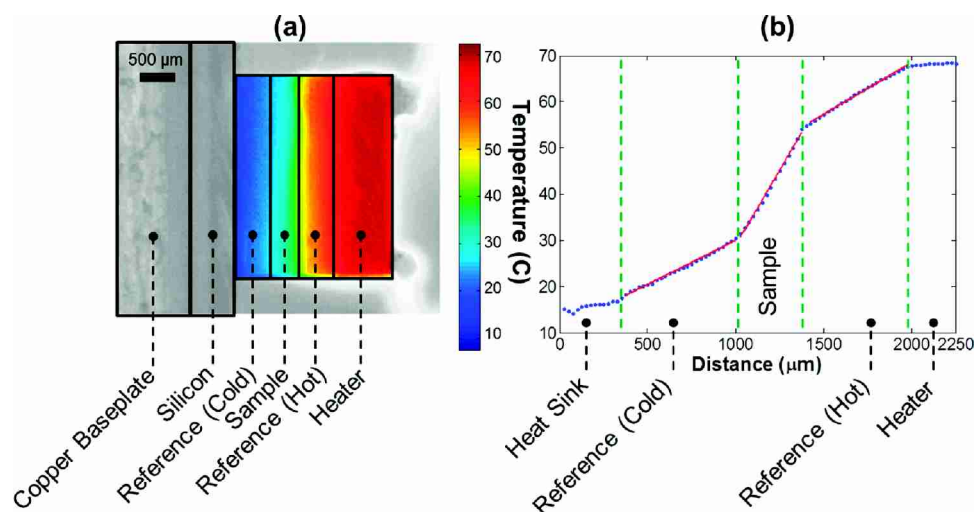 (a)
500 µm
70
60
50
40
30
20
10
Temperature (C)
Copper Baseplate
Silicon
Reference (Cold)
Sample
Reference (Hot)
Heater
(b)
70
60
50
40
30
20
10
0
500
1000
1500
2000
2250
Distance (µm)
Sample
Heat Sink
Reference (Cold)
Reference (Hot)
Heater